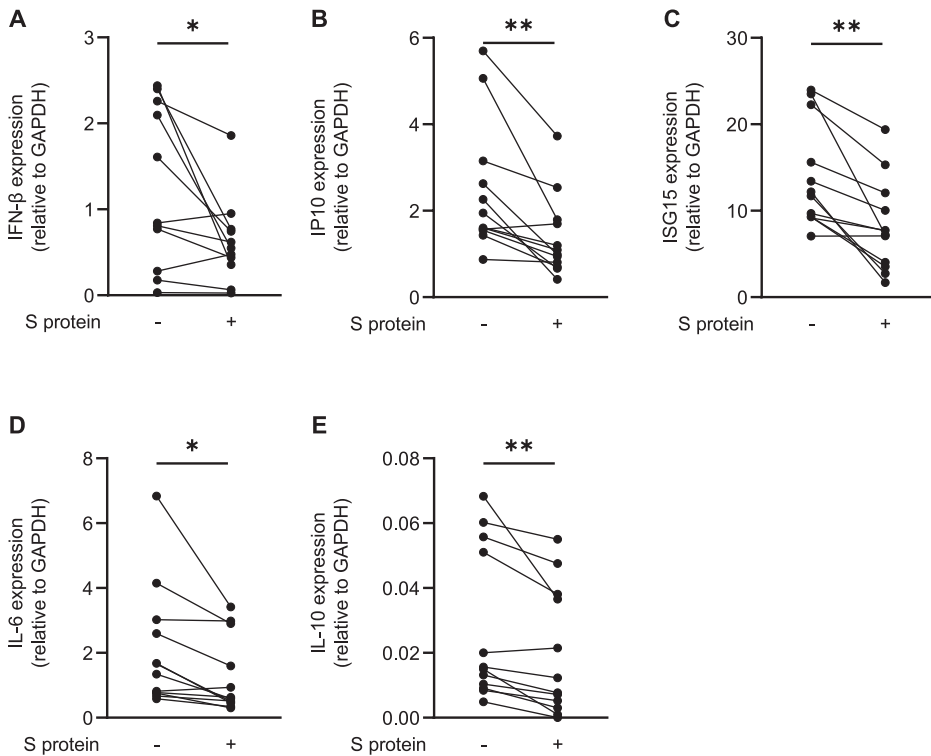 A
*
IFN-β expression
(relative to GAPDH)
3
2
1
0
S protein - +
B
**
IP10 expression
(relative to GAPDH)
6
4
2
0
S protein - +
C
**
ISG15 expression
(relative to GAPDH)
30
20
10
0
S protein - +
D
*
IL-6 expression
(relative to GAPDH)
8
6
4
2
0
S protein - +
E
**
IL-10 expression
(relative to GAPDH)
0.08
0.06
0.04
0.02
0.00
S protein - +